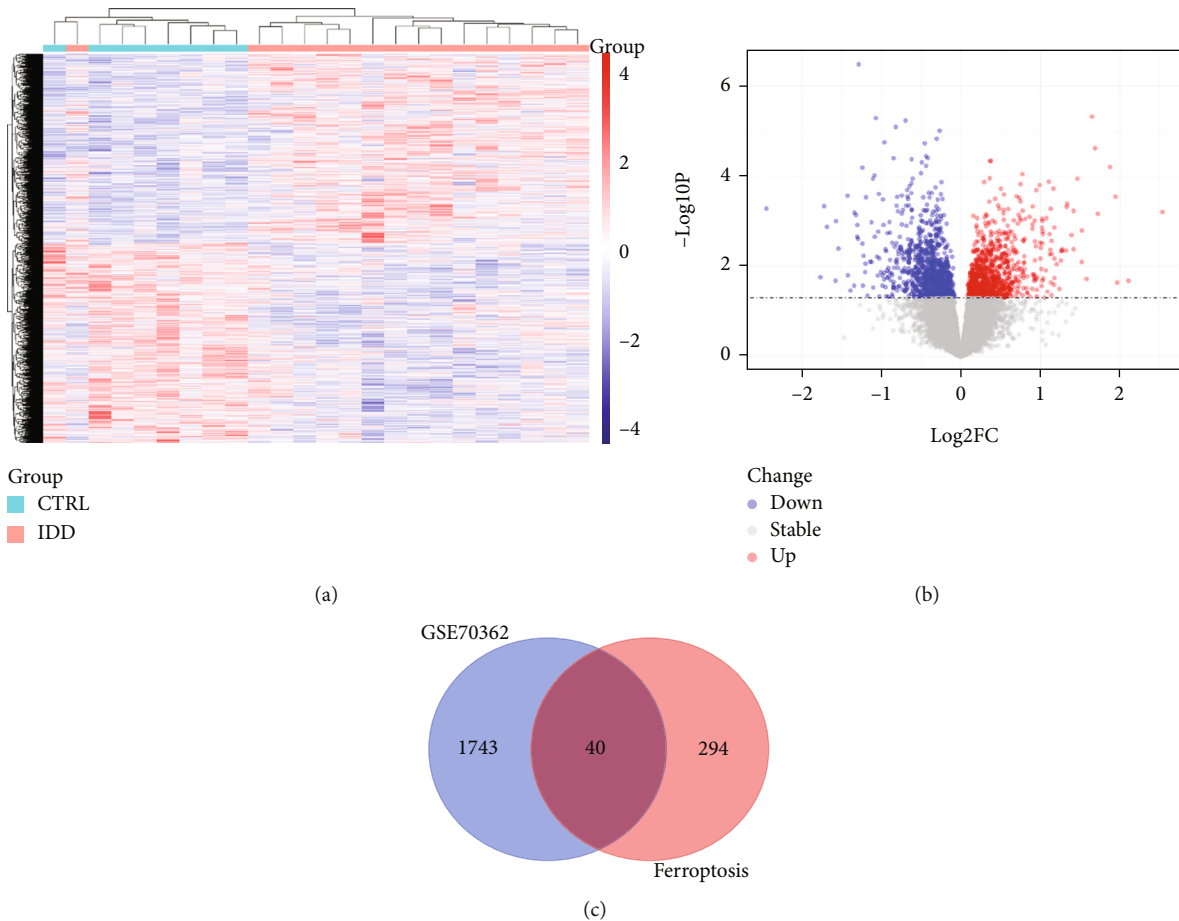 Group
4
2
0
−2
−4
Group
CTRL
IDD
(a)
6
4
2
0
−Log10P
−2
−1
0
1
2
Log2FC
Change
Down
Stable
Up
(b)
GSE70362
1743
40
294
Ferroptosis
(c)